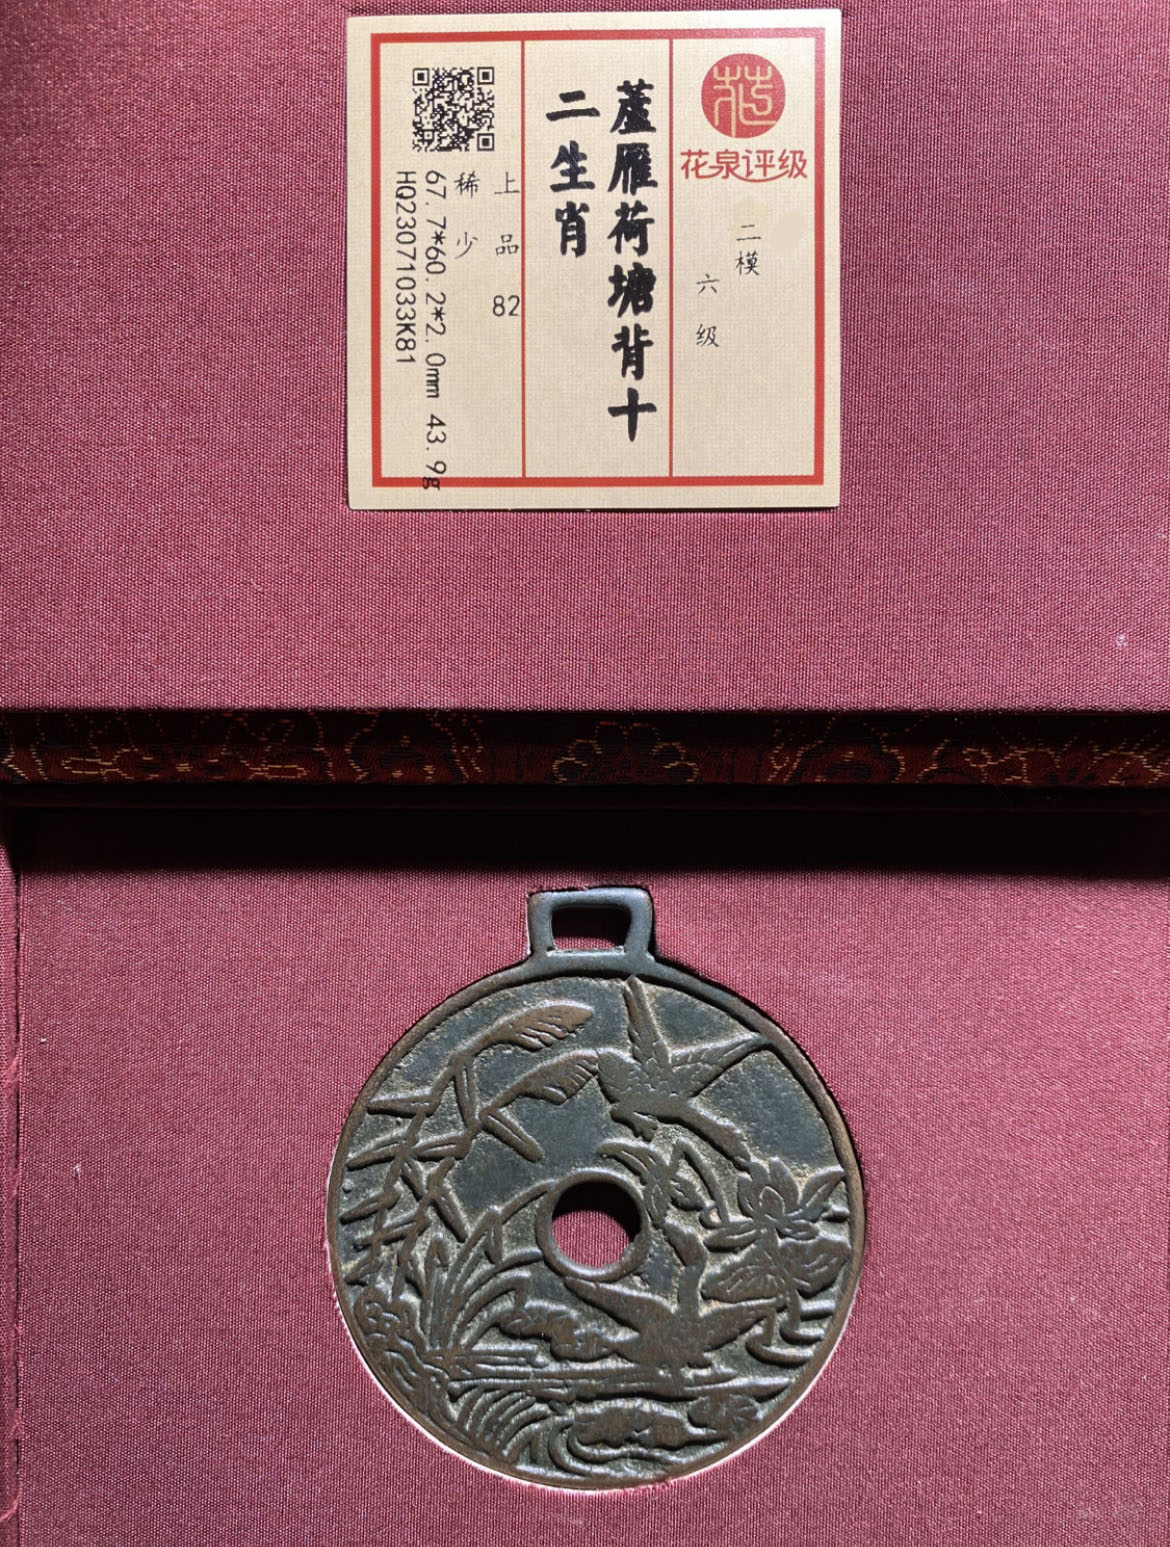 花泉评级
二模
六级
蘆雁荷塘背十
二生肖
上品 82
稀少
67.7*60.2*2.0mm 43.9g
HQ23071033K81